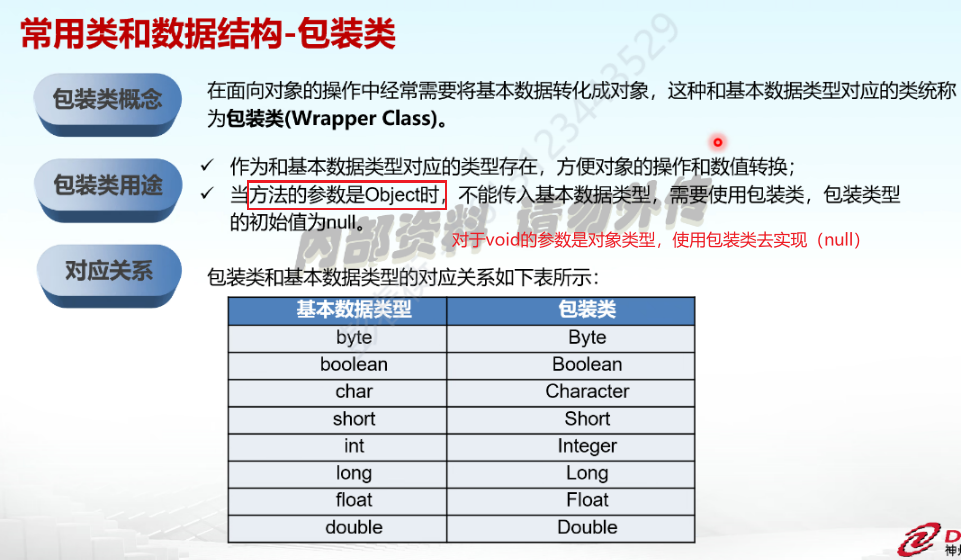 常用类和数据结构-包装类
包装类概念
在面向对象的操作中经常需要将基本数据转化成对象，这种和基本数据类型对应的类统称
为包装类(Wrapper Class)。
包装类用途
✓ 作为和基本数据类型对应的类型存在，方便对象的操作和数值转换；
✓ 当方法的参数是Object时，不能传入基本数据类型，需要使用包装类，包装类型
的初始值为null。
内部资料 请勿外传
对于void的参数是对象类型，使用包装类去实现（null）
对应关系
包装类和基本数据类型的对应关系如下表所示：
基本数据类型 包装类
byte Byte
boolean Boolean
char Character
short Short
int Integer
long Long
float Float
double Double